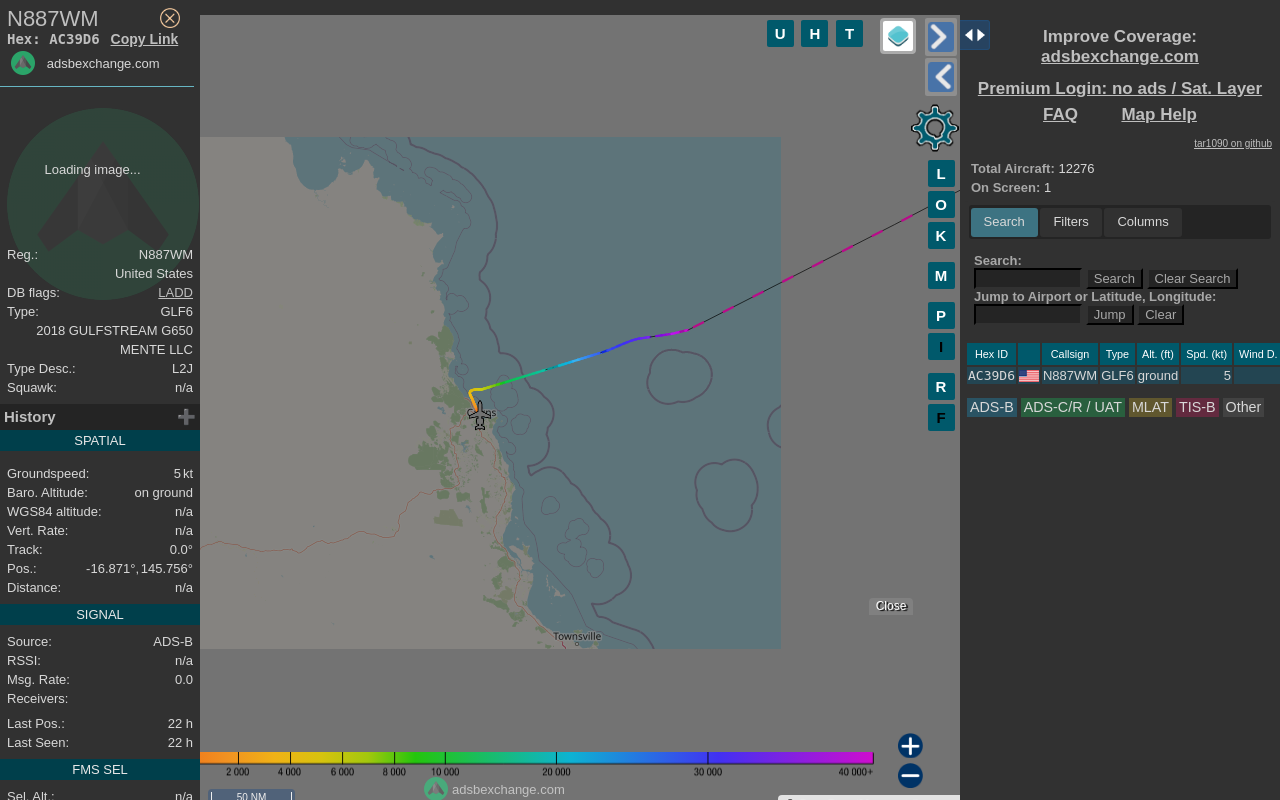 N887WM
Hex: AC39D6 Copy Link
adsbexchange.com
Loading image...
Reg.: N887WM
United States
DB flags: LADD
Type: GLF6
2018 GULFSTREAM G650
MENTE LLC
Type Desc.: L2J
Squawk: n/a
History
SPATIAL
Groundspeed: 5 kt
Baro. Altitude: on ground
WGS84 altitude: n/a
Vert. Rate: n/a
Track: 0.0°
Pos.: -16.871°, 145.756°
Distance: n/a
SIGNAL
Source: ADS-B
RSSI: n/a
Msg. Rate: 0.0
Receivers:
Last Pos.: 22 h
Last Seen: 22 h
FMS SEL
Sel. Alt.: n/a
U H T
L
O
K
M
P
I
R
F
Townsville
Close
2 000 4 000 6 000 8 000 10 000 20 000 30 000 40 000+
50 NM
adsbexchange.com
Improve Coverage:
adsbexchange.com
Premium Login: no ads / Sat. Layer
FAQ Map Help
tar1090 on github
Total Aircraft: 12276
On Screen: 1
Search Filters Columns
Search:
Search Clear Search
Jump to Airport or Latitude, Longitude:
Jump Clear
Hex ID Callsign Type Alt. (ft) Spd. (kt) Wind D.
AC39D6 N887WM GLF6 ground 5
ADS-B ADS-C/R / UAT MLAT TIS-B Other